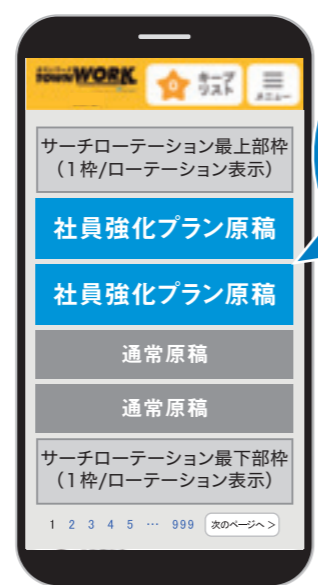 TOWNWORK
0
キープ
リスト
メニュー
サーチローテーション最上部枠
(1枠/ローテーション表示)
社員強化プラン原稿
社員強化プラン原稿
通常原稿
通常原稿
サーチローテーション最下部枠
(1枠/ローテーション表示)
1 2 3 4 5 … 999 次のページへ >